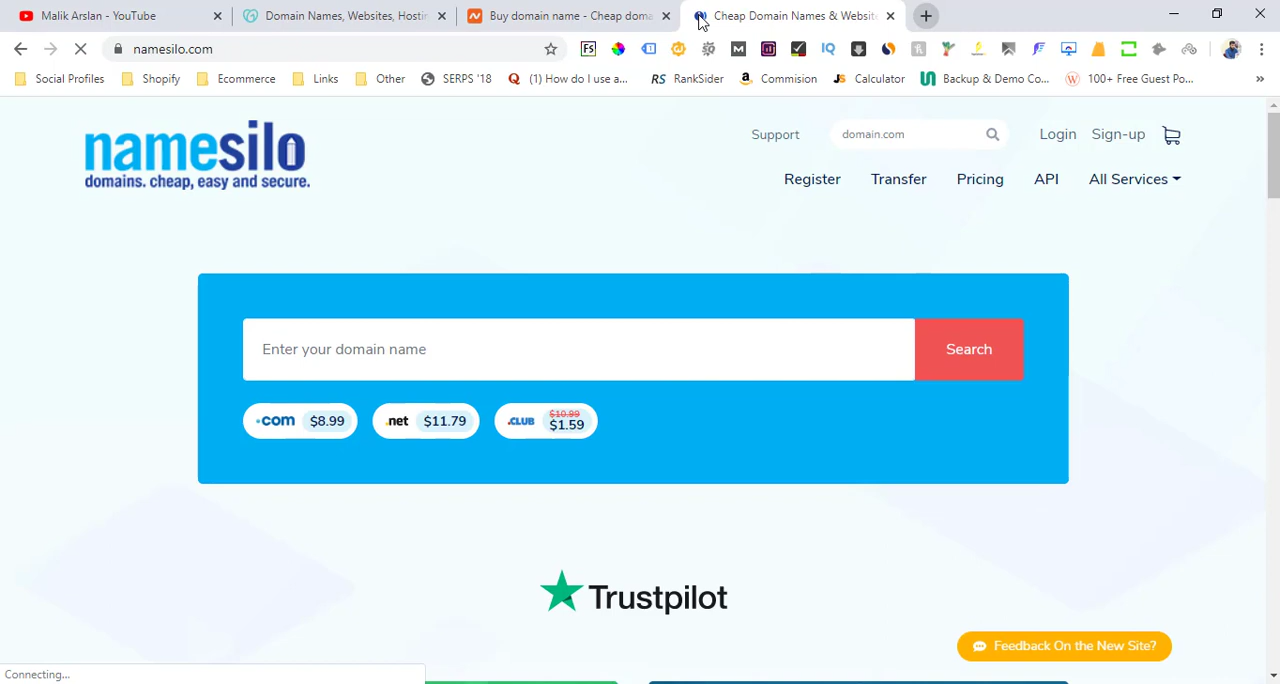 Malik Arslan - YouTube
Domain Names, Websites, Hostin
Buy domain name - Cheap doma
Cheap Domain Names & Website
namesilo.com
Social Profiles
Shopify
Ecommerce
Links
Other
SERPS '18
(1) How do I use a...
RS RankSider
Commision
JS Calculator
Backup & Demo Co...
100+ Free Guest Po...
»
namesilo
domains. cheap, easy and secure.
Support
domain.com
Login
Sign-up
Register
Transfer
Pricing
API
All Services
Enter your domain name
Search
.com $8.99
.net $11.79
.CLUB $10.99 $1.59
Trustpilot
Feedback On the New Site?
Connecting...